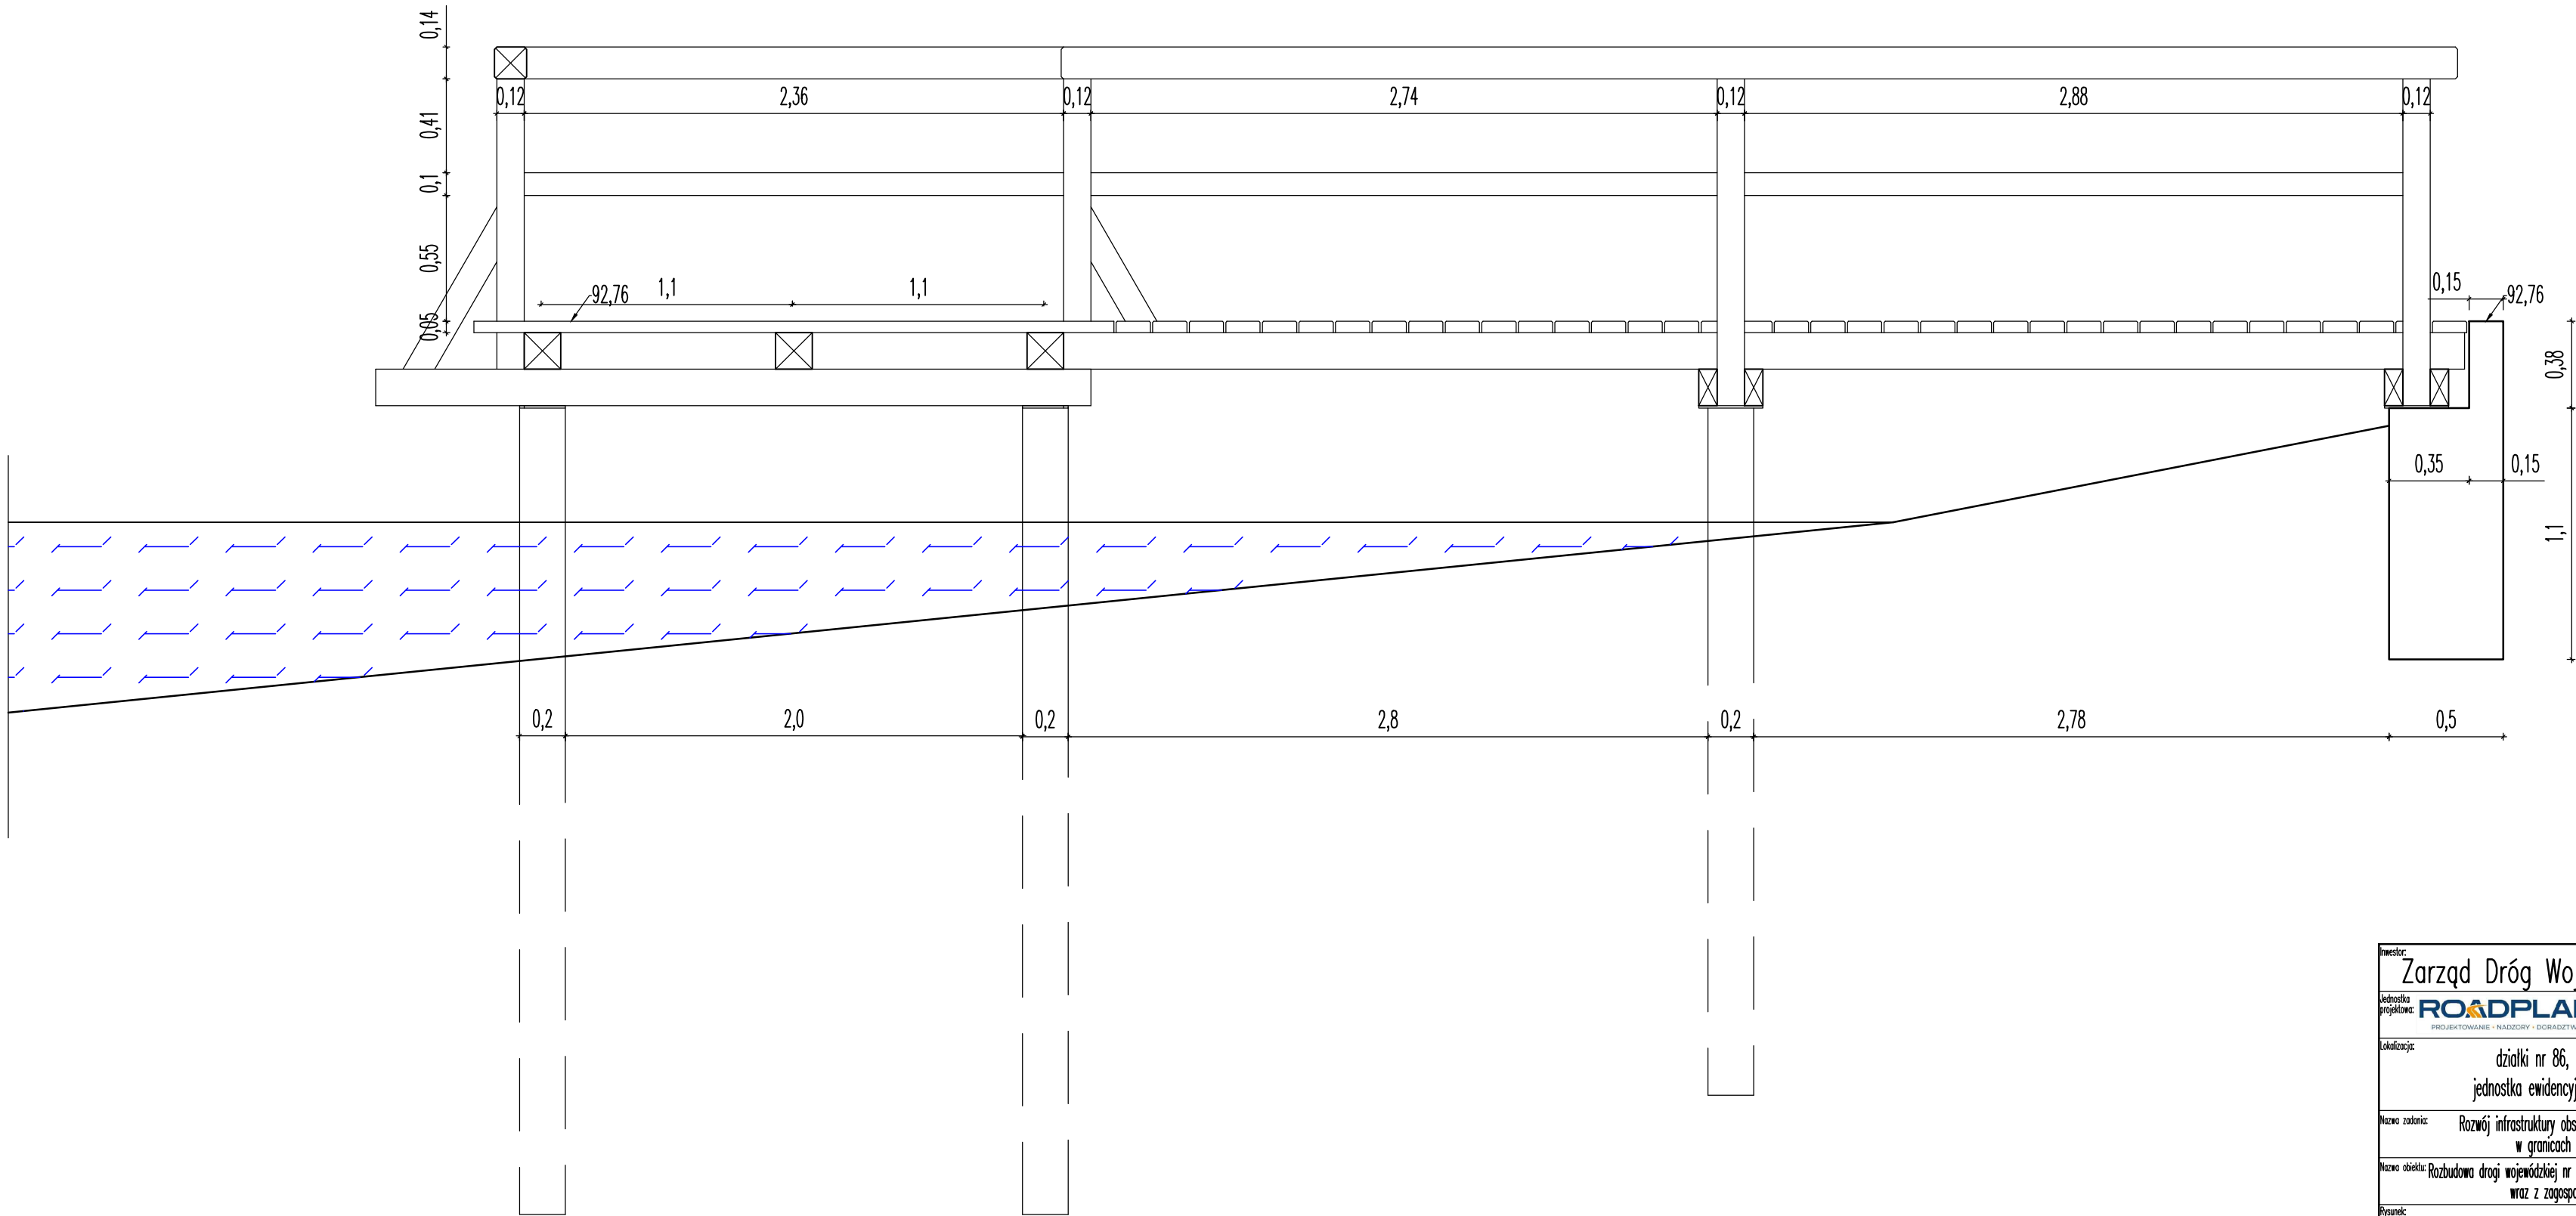 0,14
0,41
0,1
0,55
0,05
0,12
2,36
0,12
2,74
0,12
2,88
0,12
92,76
1,1
1,1
0,15
92,76
0,38
0,35
0,15
1,1
0,2
2,0
0,2
2,8
0,2
2,78
0,5
Inwestor:
Zarząd Dróg Wo
Jednostka
projektowa:
ROADPLA
PROJEKTOWANIE - NADZORY - DORADZTW
Lokalizacja:
działki nr 86,
jednostka ewidency
Nazwa zadania:
Rozwój infrastruktury obs
w granicach
Nazwa obiektu:
Rozbudowa drogi wojewódzkiej nr
wraz z zagospo
Rysunek: